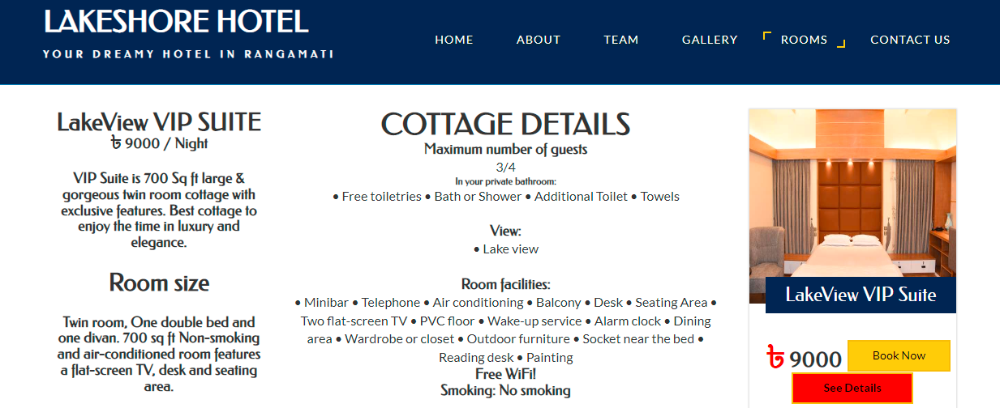 LAKESHORE HOTEL
YOUR DREAMY HOTEL IN RANGAMATI
HOME ABOUT TEAM GALLERY ROOMS CONTACT US
LakeView VIP SUITE
৳ 9000 / Night
VIP Suite is 700 Sq ft large &
gorgeous twin room cottage with
exclusive features. Best cottage to
enjoy the time in luxury and
elegance.
Room size
Twin room, One double bed and
one divan. 700 sq ft Non-smoking
and air-conditioned room features
a flat-screen TV, desk and seating
area.
COTTAGE DETAILS
Maximum number of guests
3/4
In your private bathroom:
• Free toiletries • Bath or Shower • Additional Toilet • Towels
View:
• Lake view
Room facilities:
• Minibar • Telephone • Air conditioning • Balcony • Desk • Seating Area •
Two flat-screen TV • PVC floor • Wake-up service • Alarm clock • Dining
area • Wardrobe or closet • Outdoor furniture • Socket near the bed •
Reading desk • Painting
Free WiFi!
Smoking: No smoking
LakeView VIP Suite
৳ 9000 Book Now
See Details